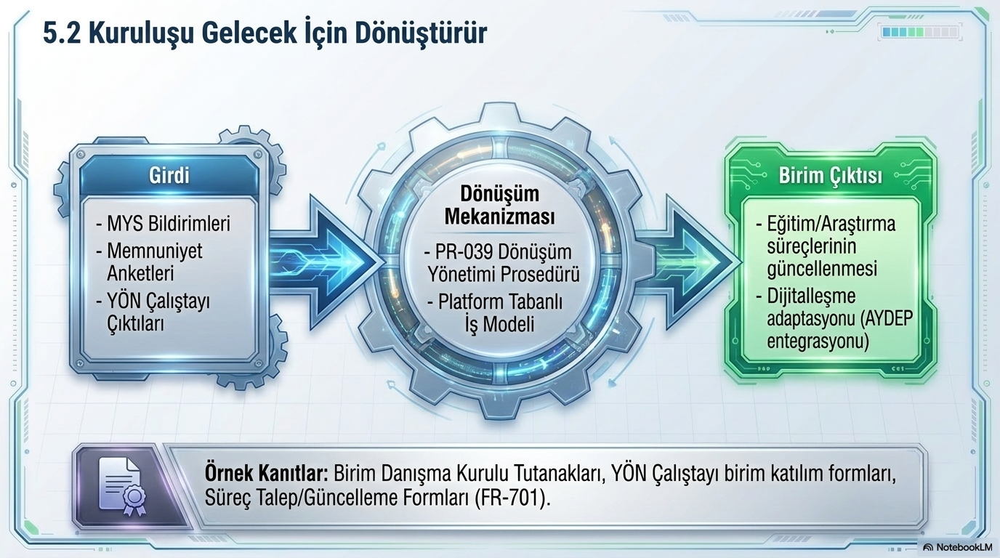 5.2 Kuruluşu Gelecek İçin Dönüştürür
Girdi
- MYS Bildirimleri
- Memnuniyet
Anketleri
- YÖN Çalıştayı
Çıktıları
Dönüşüm
Mekanizması
- PR-039 Dönüşüm
Yönetimi Prosedürü
- Platform Tabanlı
İş Modeli
Birim Çıktısı
- Eğitim/Araştırma
süreçlerinin
güncellenmesi
- Dijitalleşme
adaptasyonu (AYDEP
entegrasyonu)
Örnek Kanıtlar: Birim Danışma Kurulu Tutanakları, YÖN Çalıştayı birim katılım formları,
Süreç Talep/Güncelleme Formları (FR-701).
NotebookLM